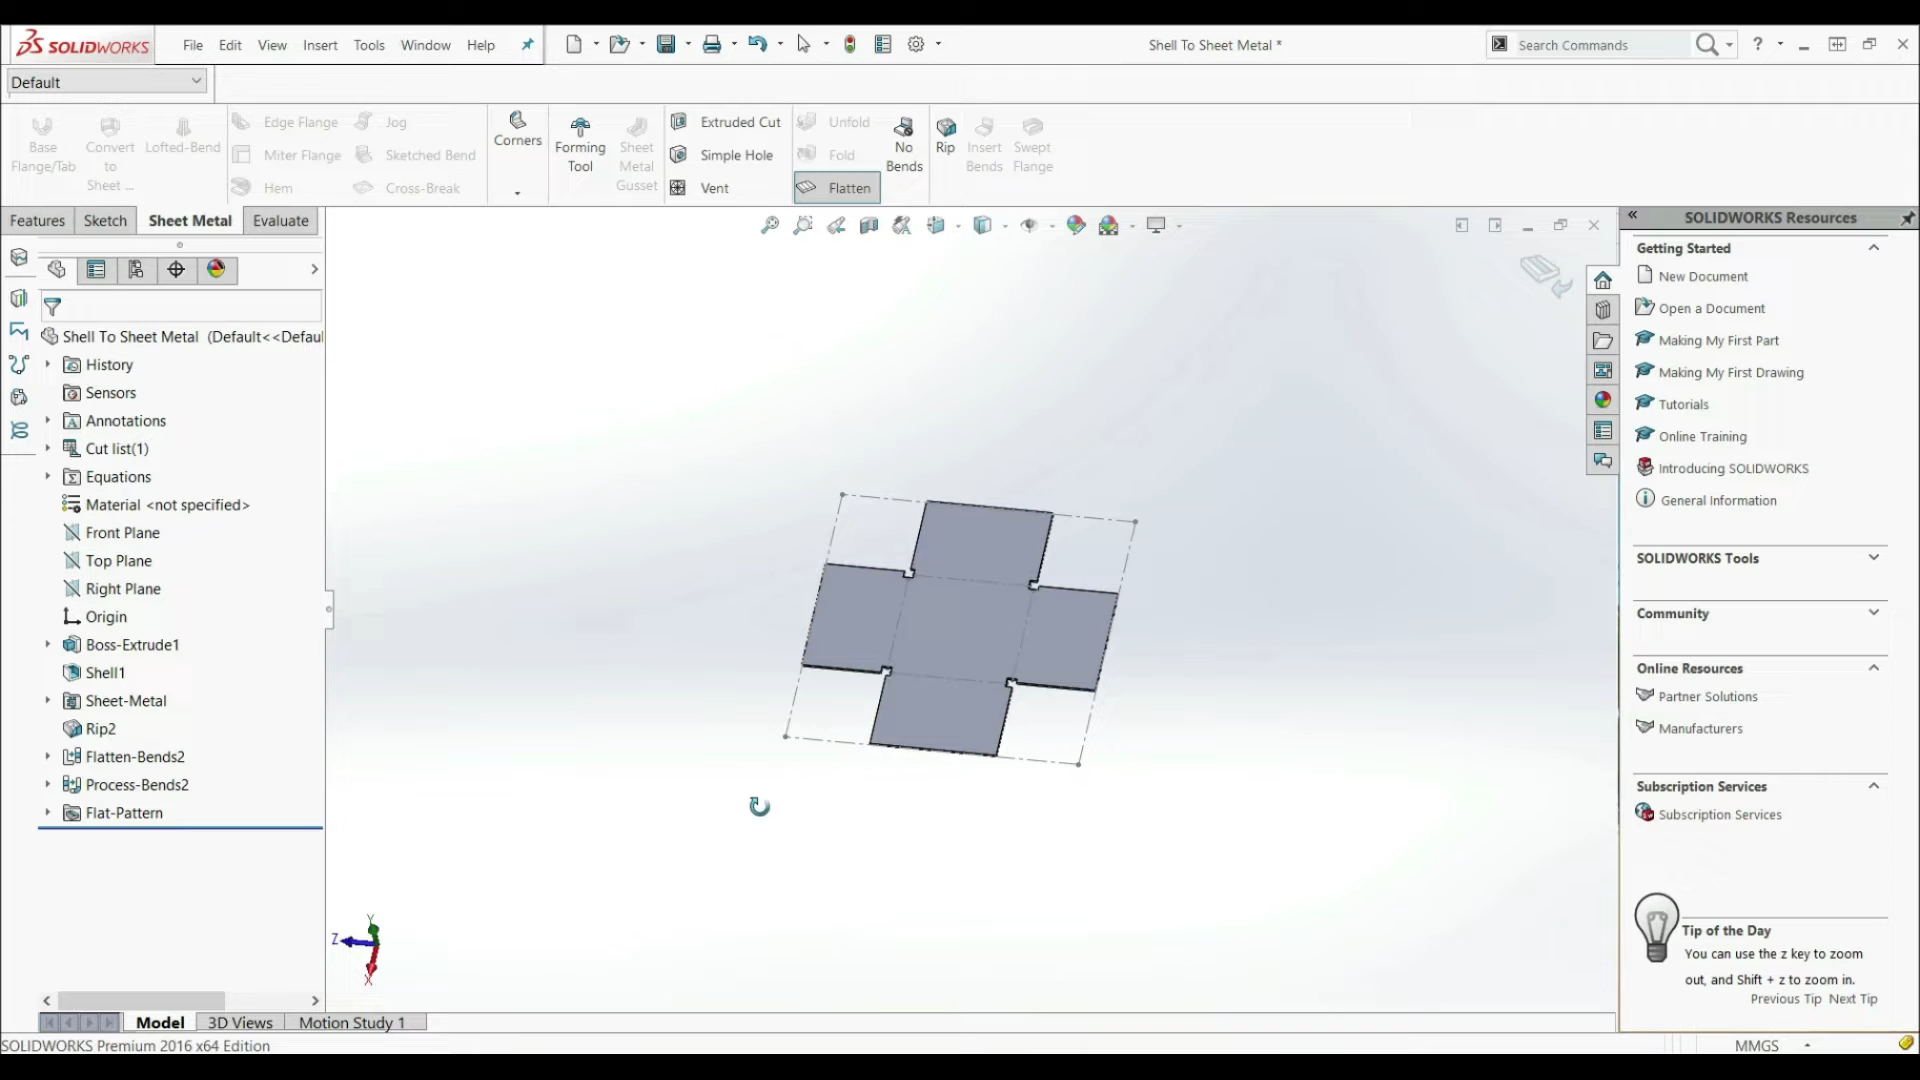 SOLIDWORKS File Edit View Insert Tools Window Help Shell To Sheet Metal * Search Commands ?
Default
Base Flange/Tab
Convert to Sheet ...
Lofted-Bend
Edge Flange
Miter Flange
Hem
Jog
Sketched Bend
Cross-Break
Corners
Forming Tool
Sheet Metal Gusset
Extruded Cut
Simple Hole
Vent
Unfold
Fold
Flatten
No Bends
Rip
Insert Bends
Swept Flange
Features Sketch Sheet Metal Evaluate
Shell To Sheet Metal (Default<<Defaul
History
Sensors
Annotations
Cut list(1)
Equations
Material <not specified>
Front Plane
Top Plane
Right Plane
Origin
Boss-Extrude1
Shell1
Sheet-Metal
Rip2
Flatten-Bends2
Process-Bends2
Flat-Pattern
Y
Z
X
SOLIDWORKS Resources
Getting Started
New Document
Open a Document
Making My First Part
Making My First Drawing
Tutorials
Online Training
Introducing SOLIDWORKS
General Information
SOLIDWORKS Tools
Community
Online Resources
Partner Solutions
Manufacturers
Subscription Services
Subscription Services
Tip of the Day
You can use the z key to zoom
out, and Shift + z to zoom in.
Previous Tip Next Tip
Model 3D Views Motion Study 1
SOLIDWORKS Premium 2016 x64 Edition MMGS